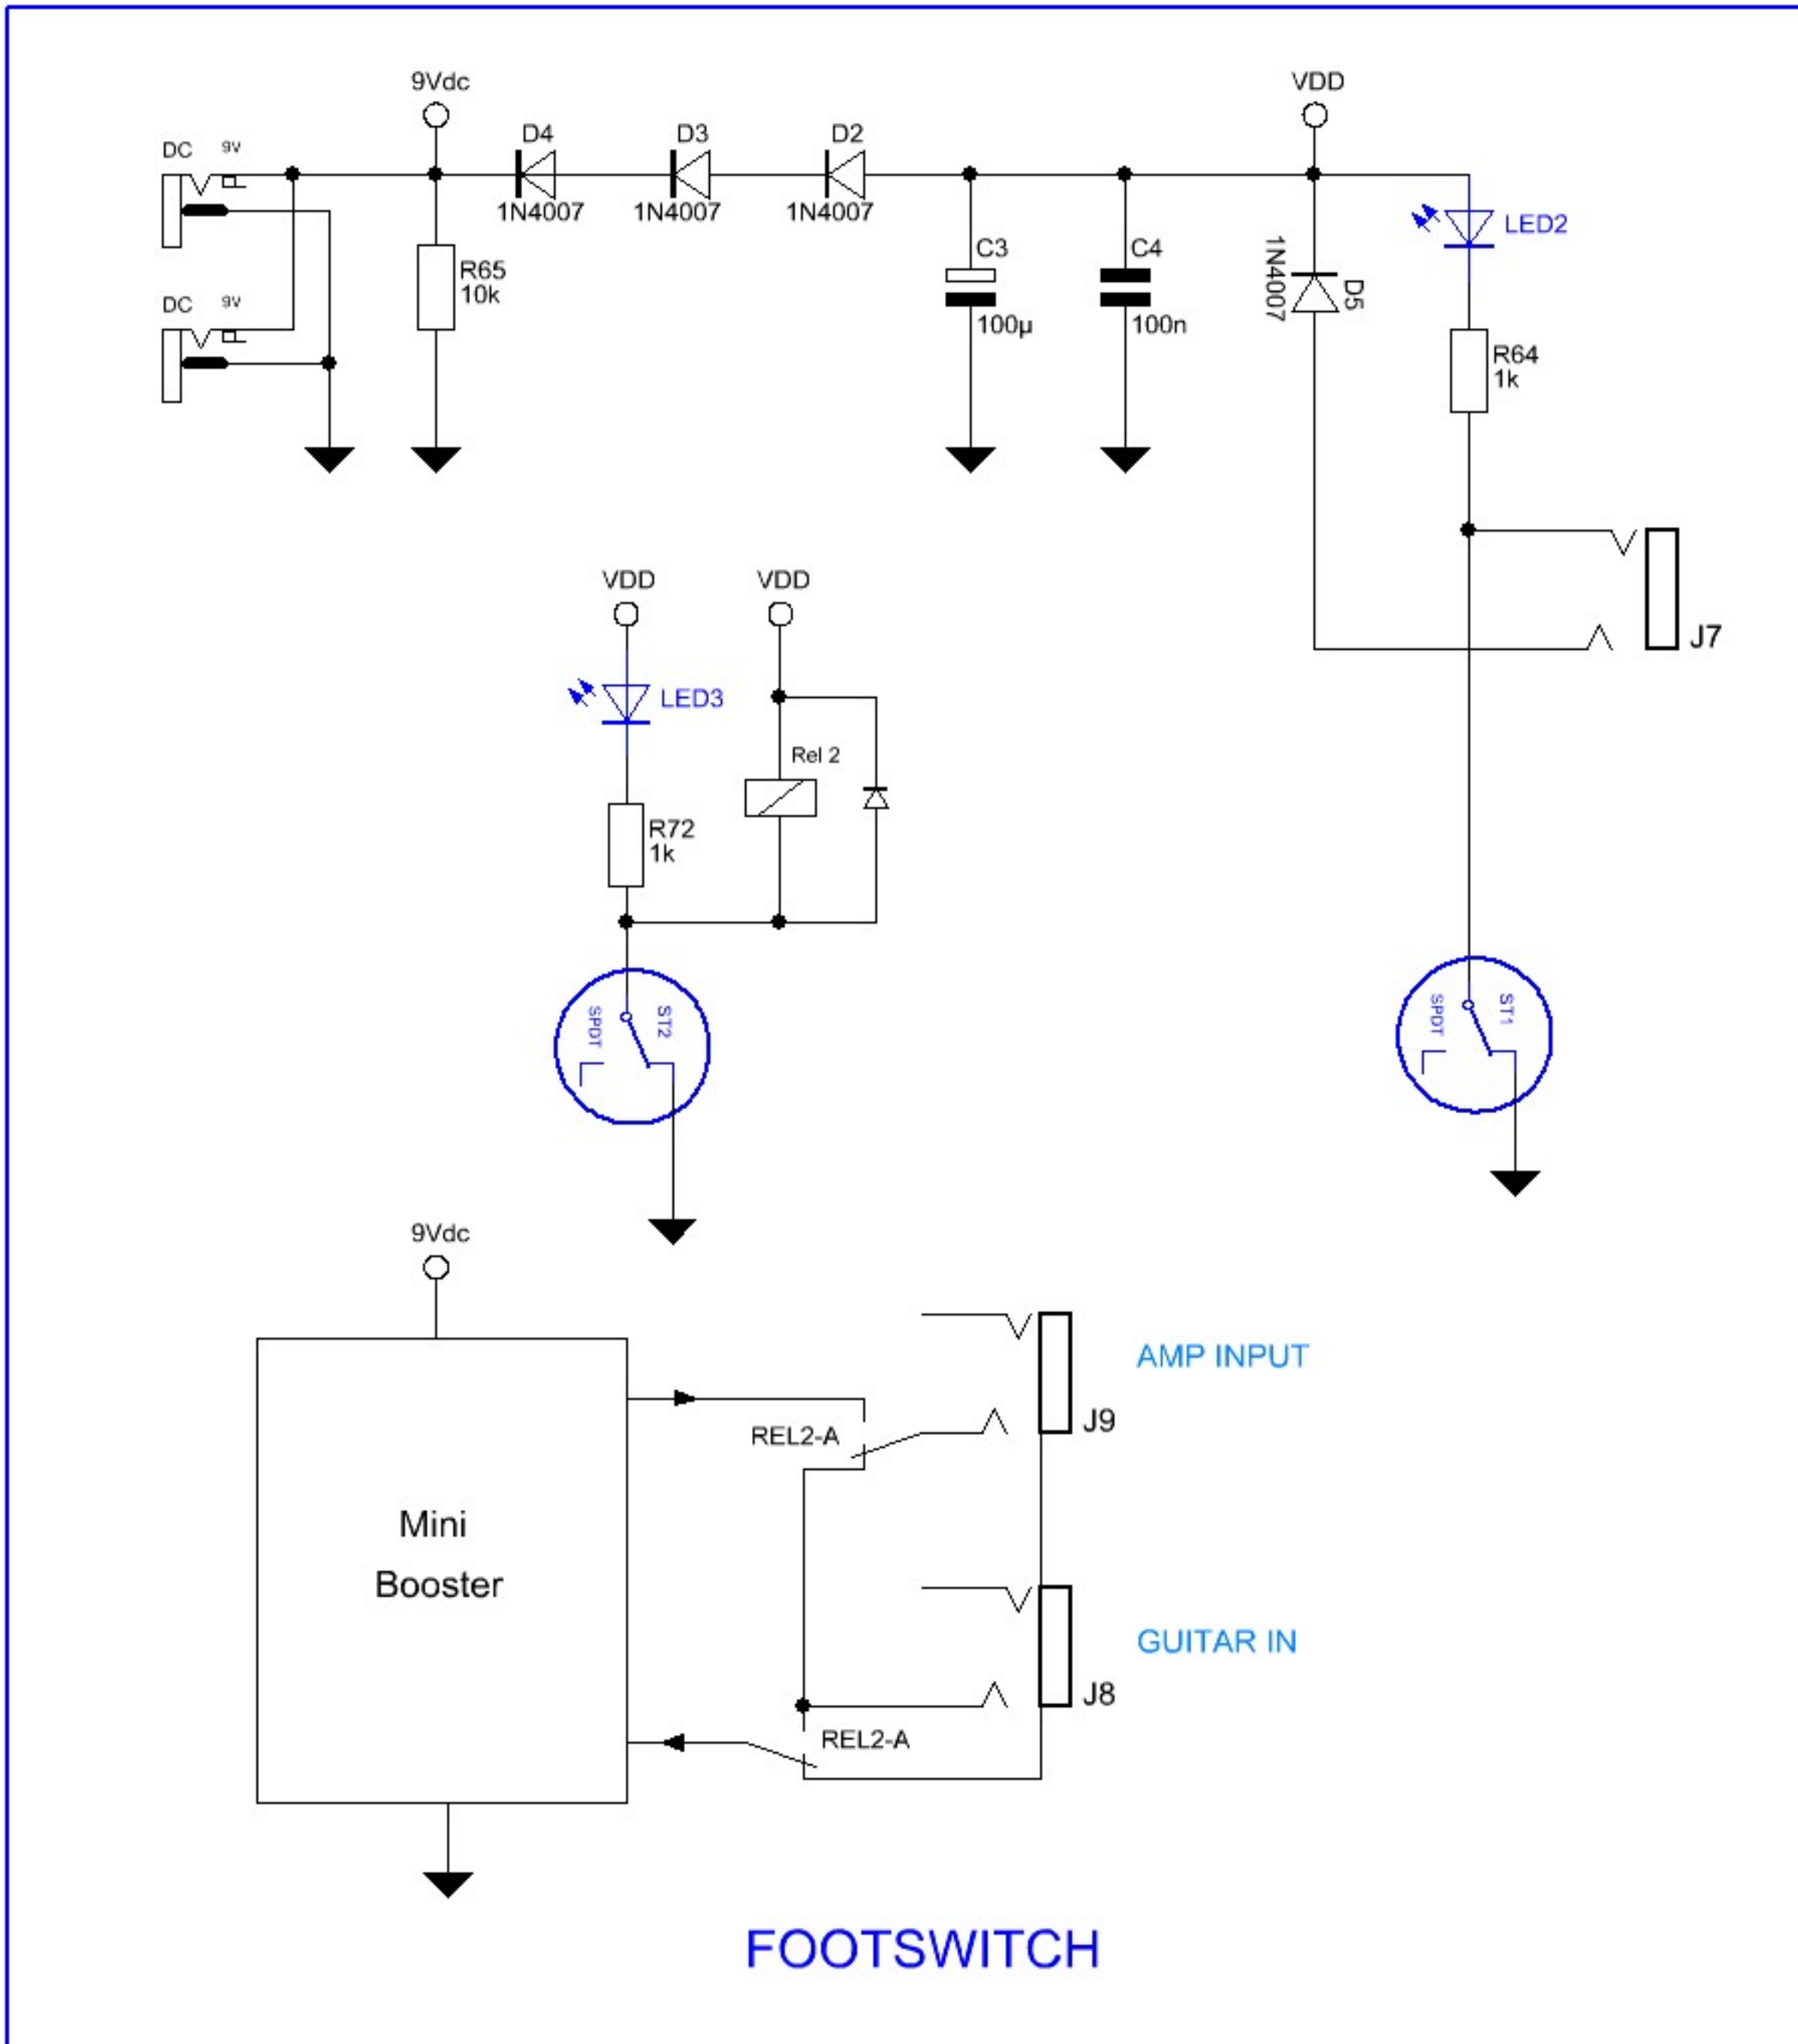 9Vdc
VDD
DC 9V
D4
D3
D2
1N4007
1N4007
1N4007
LED2
C3
C4
1N4007
D5
R65
10k
DC 9V
100µ
100n
R64
1k
VDD
VDD
J7
LED3
Rel 2
R72
1k
SPDT
ST2
SPDT
ST1
9Vdc
AMP INPUT
J9
REL2-A
Mini
Booster
GUITAR IN
J8
REL2-A
FOOTSWITCH